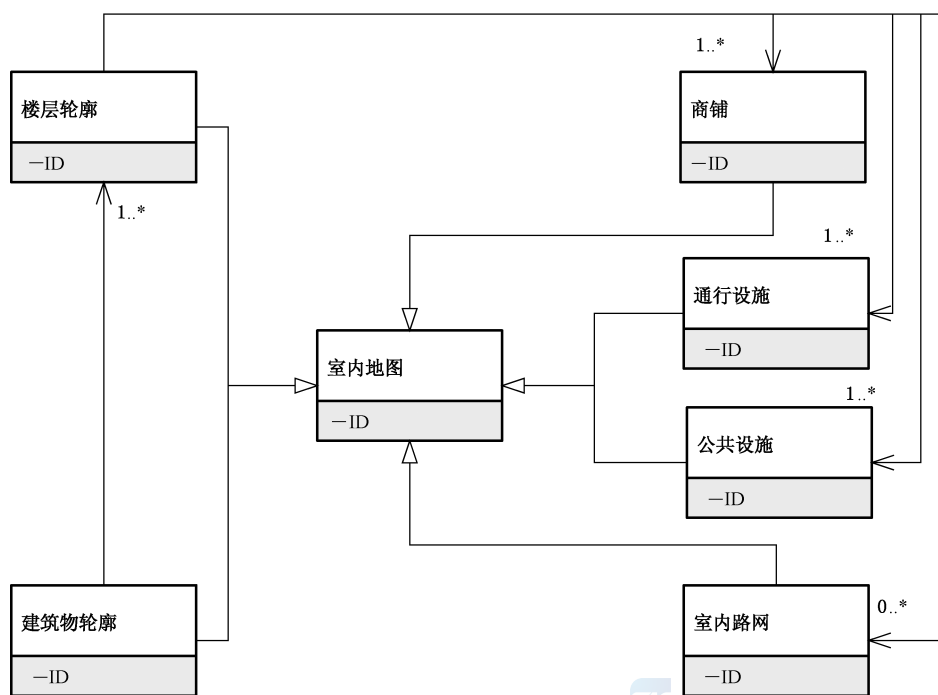 1..*
楼层轮廓
－ID
商铺
－ID
1..*
1..*
通行设施
－ID
室内地图
－ID
1..*
公共设施
－ID
建筑物轮廓
－ID
0..*
室内路网
－ID